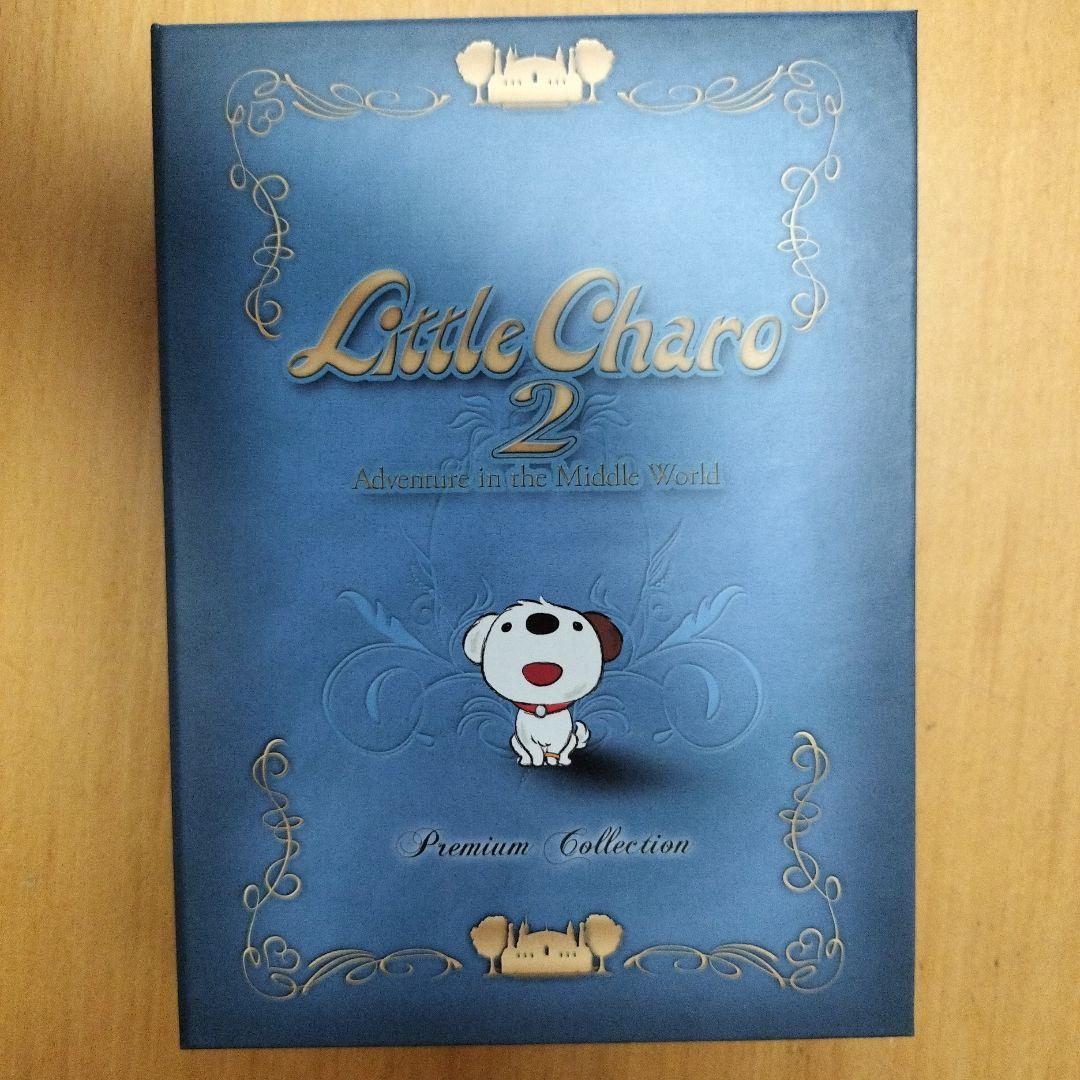 Little Charo
2
Adventure in the Middle World
Premium Collection